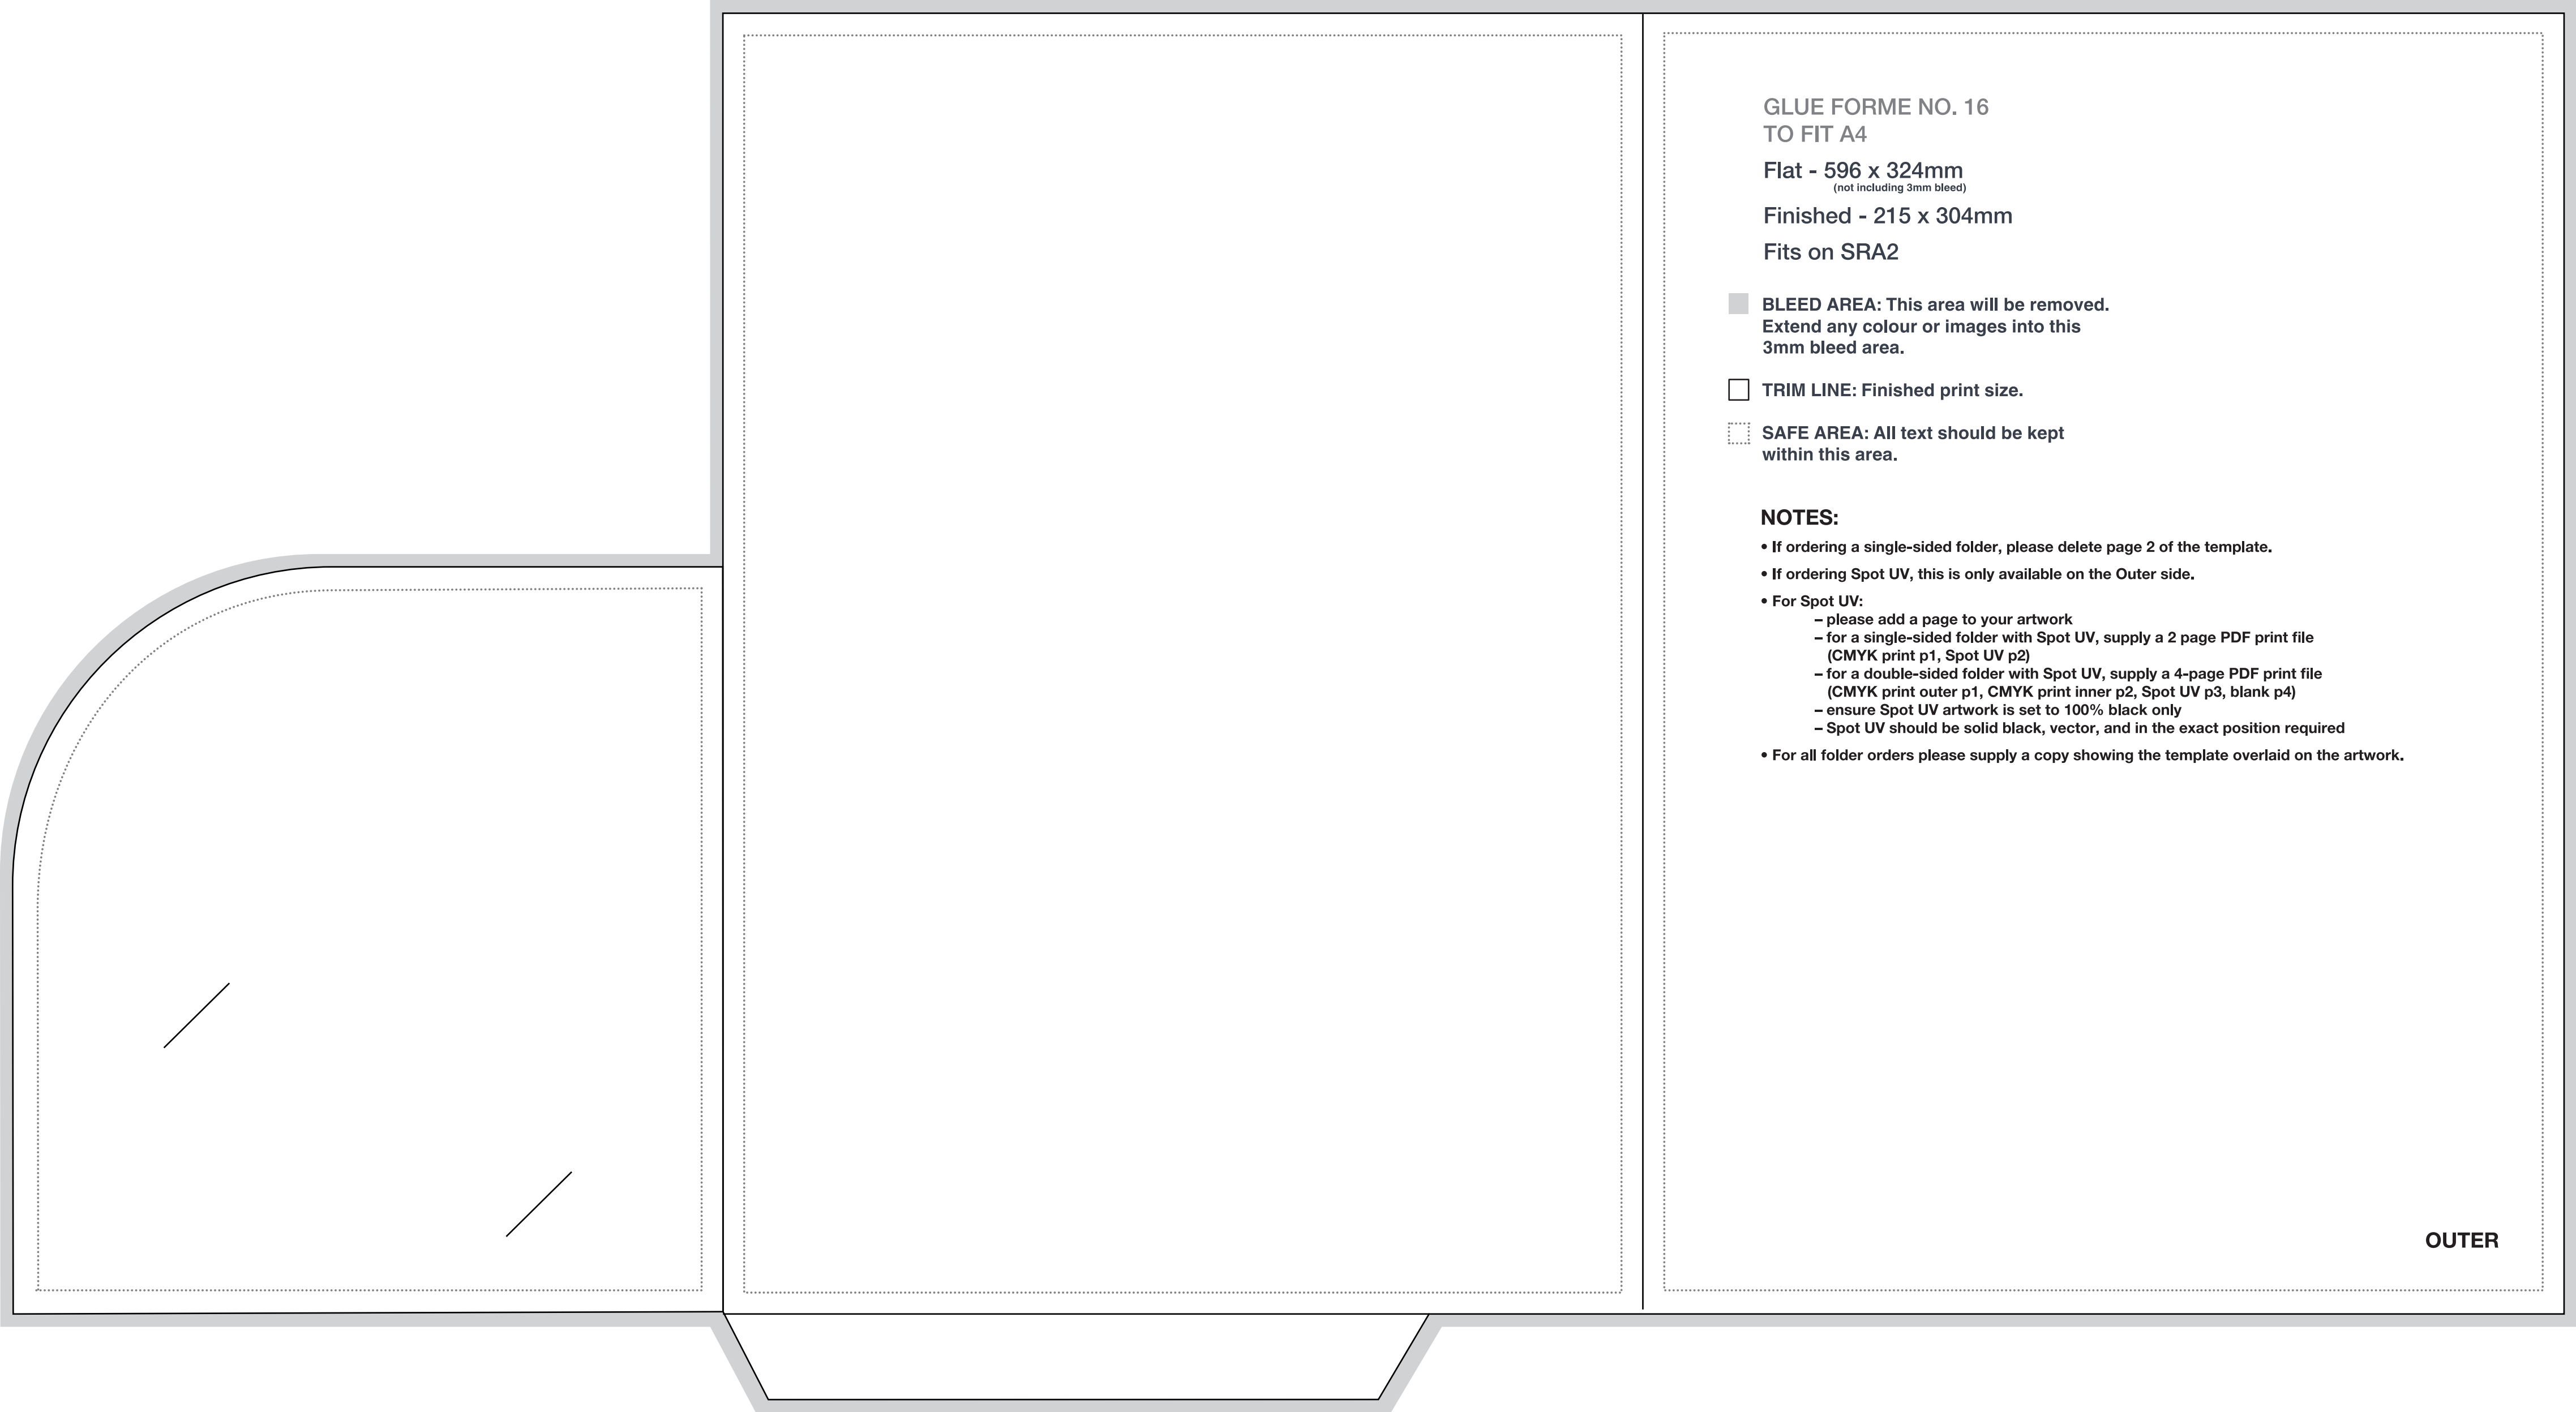 GLUE FORME NO. 16
TO FIT A4
Flat - 596 x 324mm
(not including 3mm bleed)
Finished - 215 x 304mm
Fits on SRA2
BLEED AREA: This area will be removed.
Extend any colour or images into this
3mm bleed area.
TRIM LINE: Finished print size.
SAFE AREA: All text should be kept
within this area.
NOTES:
• If ordering a single-sided folder, please delete page 2 of the template.
• If ordering Spot UV, this is only available on the Outer side.
• For Spot UV:
– please add a page to your artwork
– for a single-sided folder with Spot UV, supply a 2 page PDF print file
(CMYK print p1, Spot UV p2)
– for a double-sided folder with Spot UV, supply a 4-page PDF print file
(CMYK print outer p1, CMYK print inner p2, Spot UV p3, blank p4)
– ensure Spot UV artwork is set to 100% black only
– Spot UV should be solid black, vector, and in the exact position required
• For all folder orders please supply a copy showing the template overlaid on the artwork.
OUTER